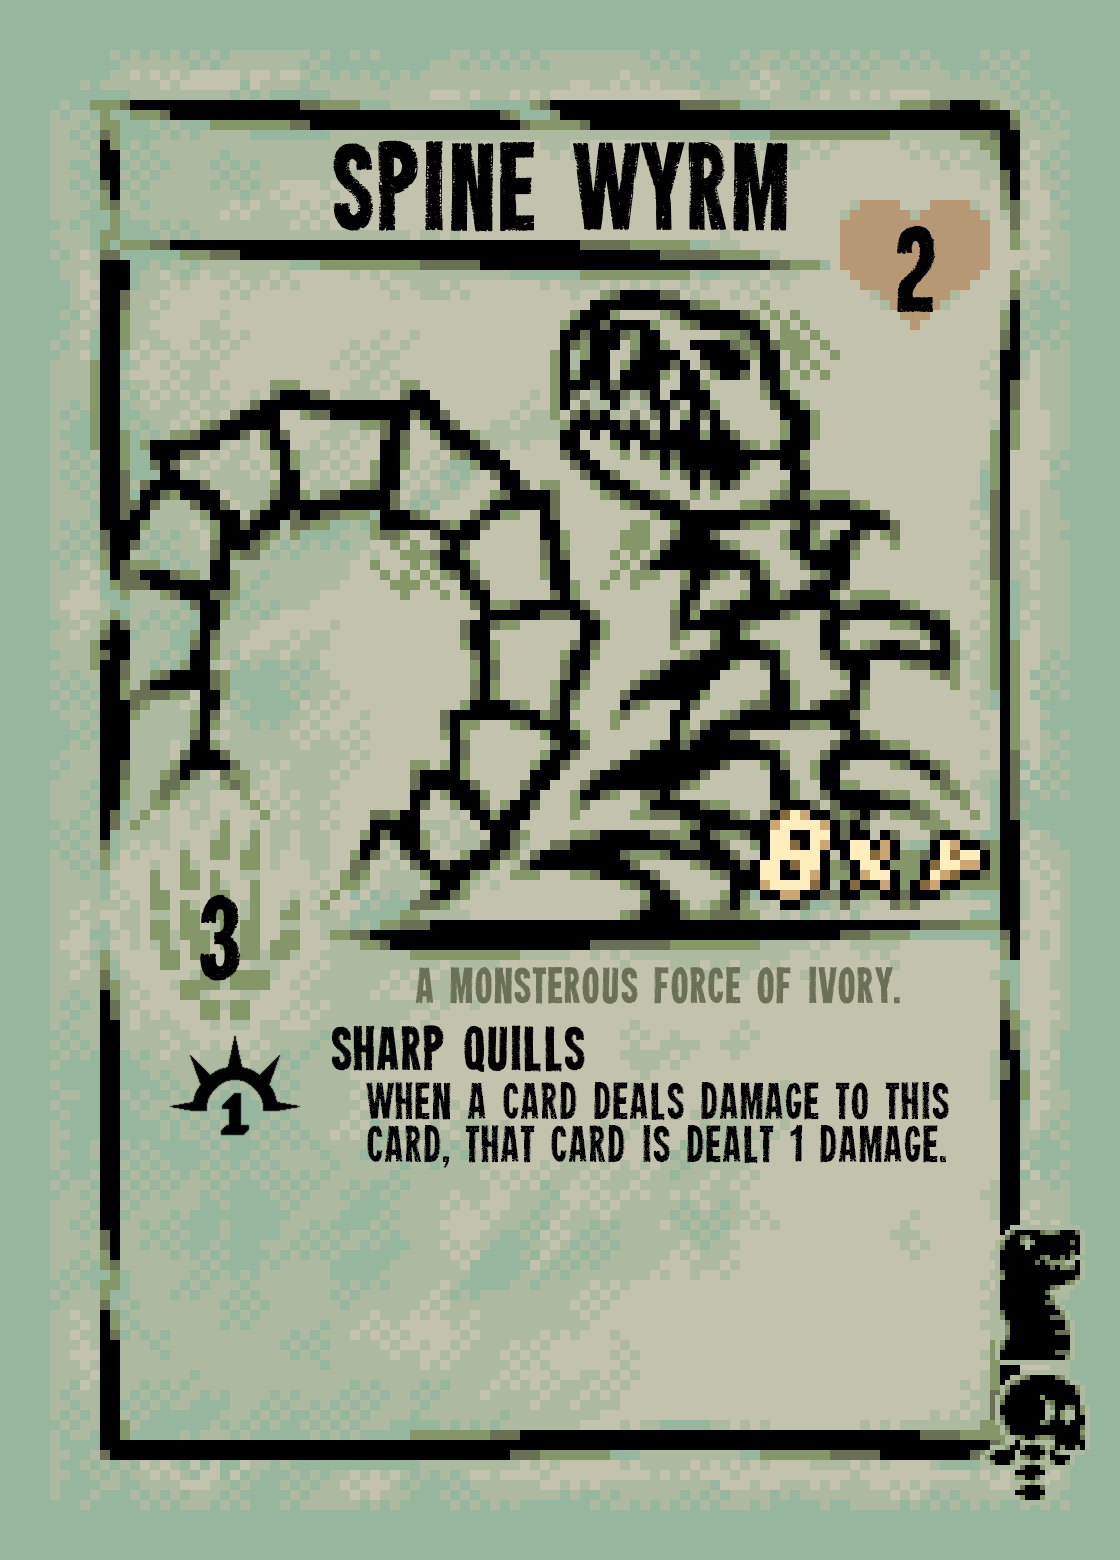 SPINE WYRM
2
8 X
3
A MONSTEROUS FORCE OF IVORY.
SHARP QUILLS
1
WHEN A CARD DEALS DAMAGE TO THIS
CARD, THAT CARD IS DEALT 1 DAMAGE.